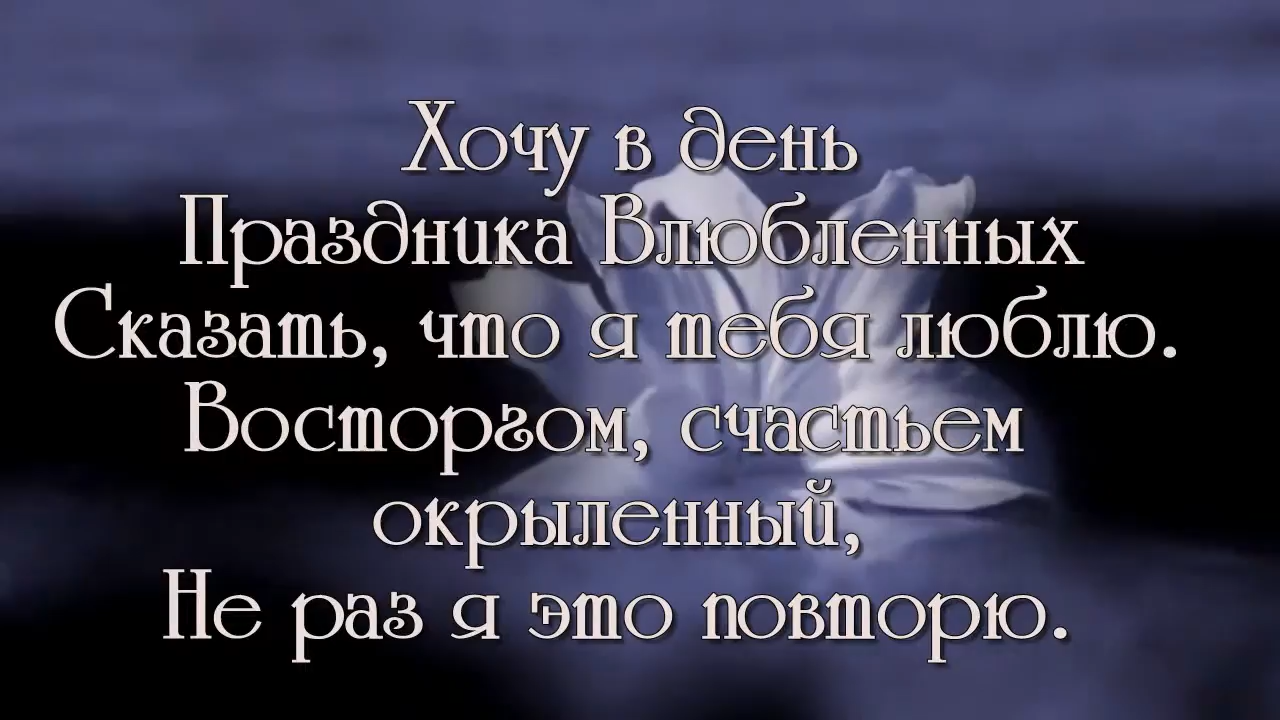 Хочу в день
Праздника Влюбленных
Сказать, что я тебя люблю.
Восторгом, счастьем
окрыленный,
Не раз я это повторю.